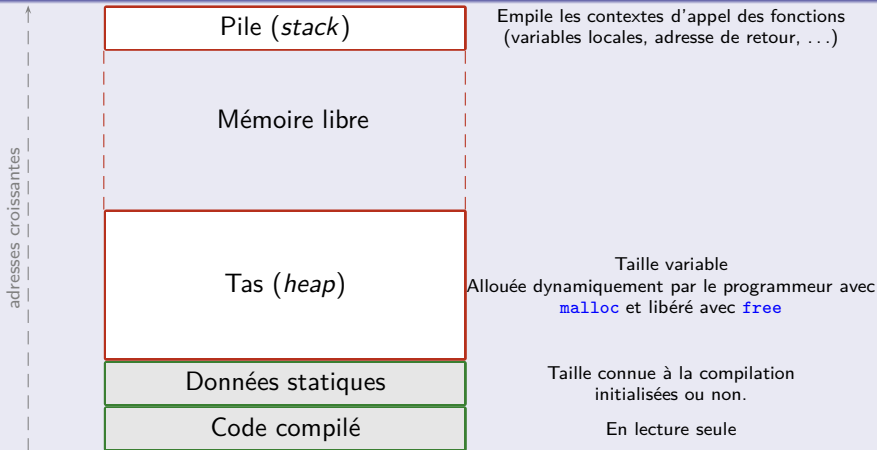 Pile (stack)
Empile les contextes d'appel des fonctions
(variables locales, adresse de retour, ...)
Mémoire libre
adresses croissantes
Tas (heap)
Taille variable
Allouée dynamiquement par le programmeur avec
malloc et libéré avec free
Données statiques
Taille connue à la compilation
initialisées ou non.
Code compilé
En lecture seule